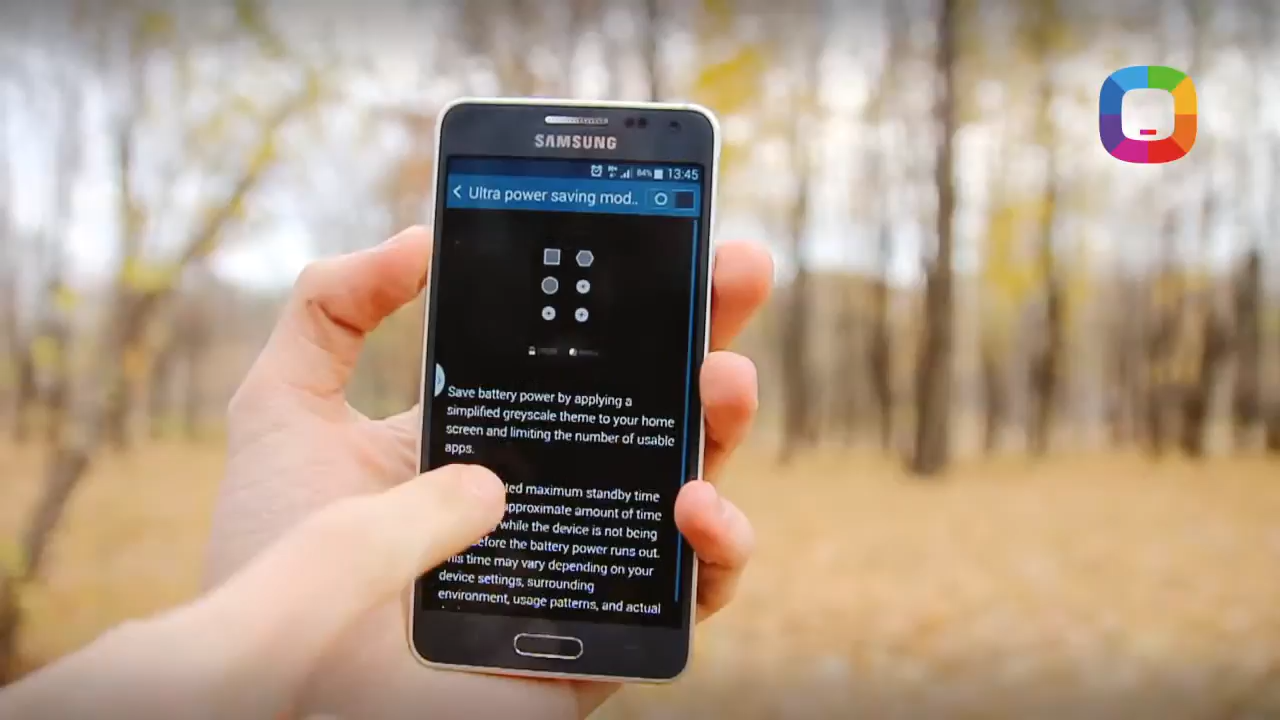 SAMSUNG
84% 13:45
Ultra power saving mod..
Save battery power by applying a
simplified greyscale theme to your home
screen and limiting the number of usable
apps.
ted maximum standby time
approximate amount of time
while the device is not being
efore the battery power runs out.
his time may vary depending on your
device settings, surrounding
environment, usage patterns, and actual